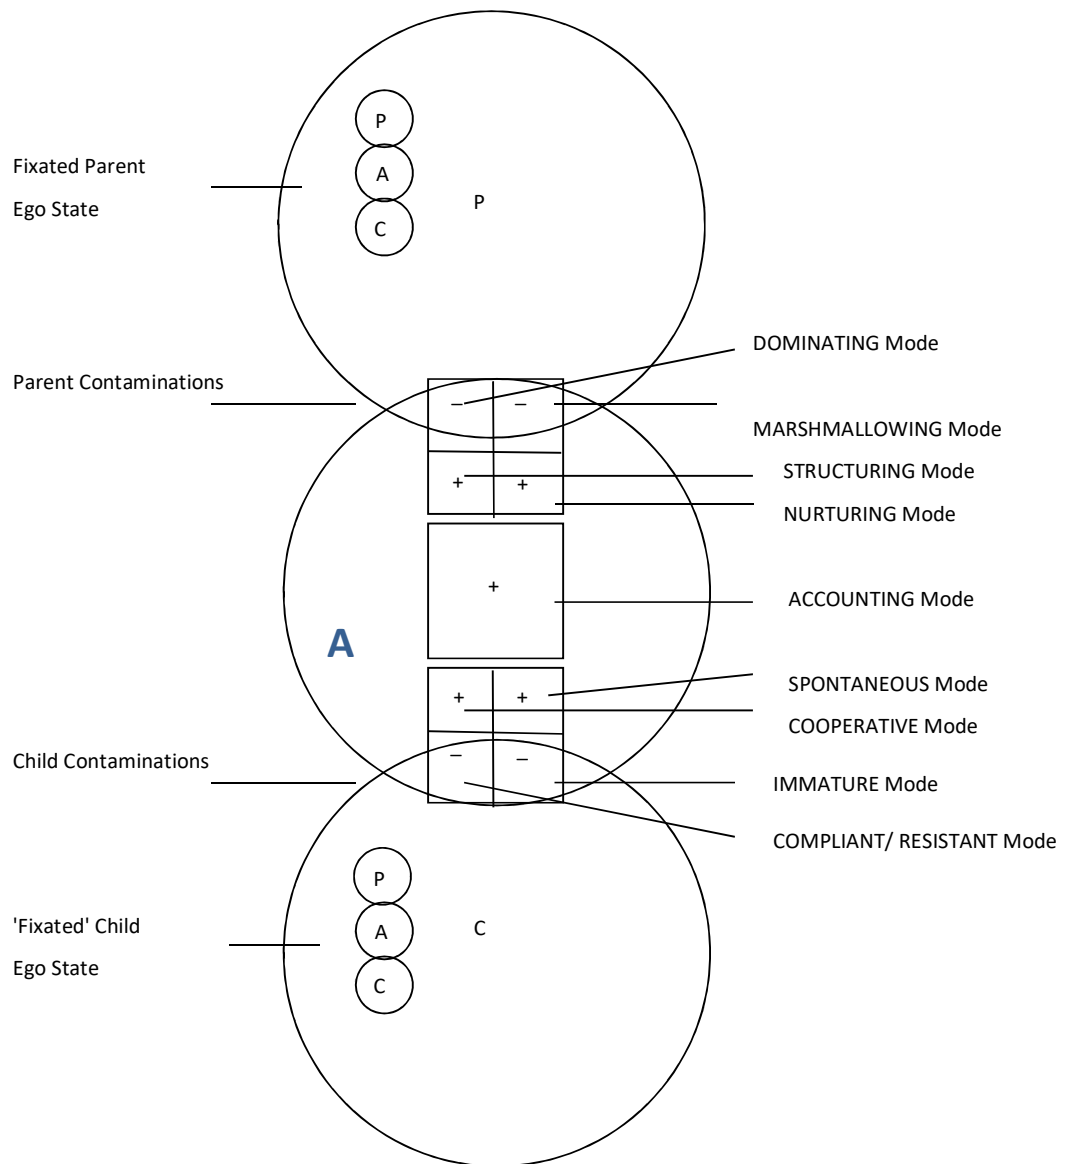 P
A
C
P
Fixated Parent
Ego State
DOMINATING Mode
Parent Contaminations
– –
MARSHMALLOWING Mode
STRUCTURING Mode
+ +
NURTURING Mode
+
ACCOUNTING Mode
A
SPONTANEOUS Mode
+ +
COOPERATIVE Mode
Child Contaminations
– –
IMMATURE Mode
COMPLIANT/ RESISTANT Mode
P
A
C
C
'Fixated' Child
Ego State